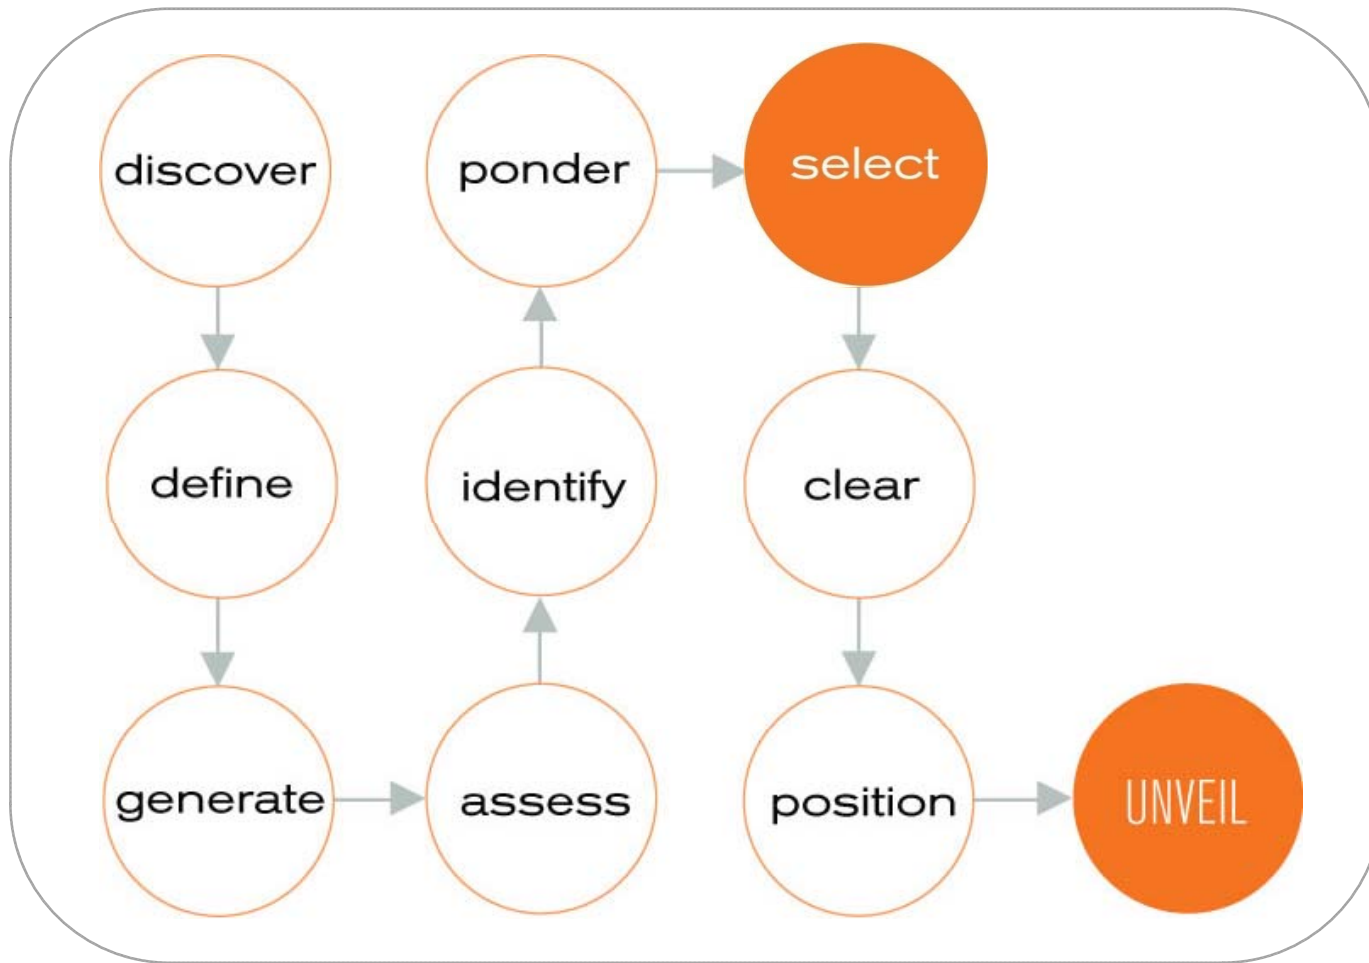 discover
define
generate
assess
identify
ponder
select
clear
position
UNVEIL